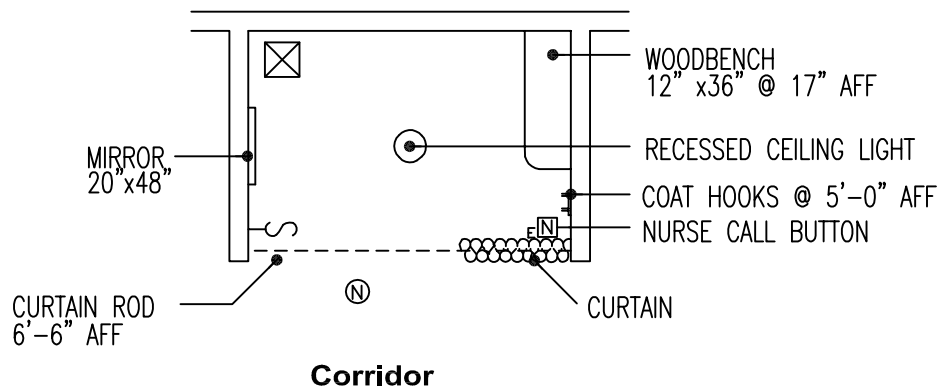 WOODBENCH
12" x36" @ 17" AFF
MIRROR
20"x48"
RECESSED CEILING LIGHT
COAT HOOKS @ 5'-0" AFF
E
N
NURSE CALL BUTTON
CURTAIN ROD
6'-6" AFF
N
CURTAIN
Corridor